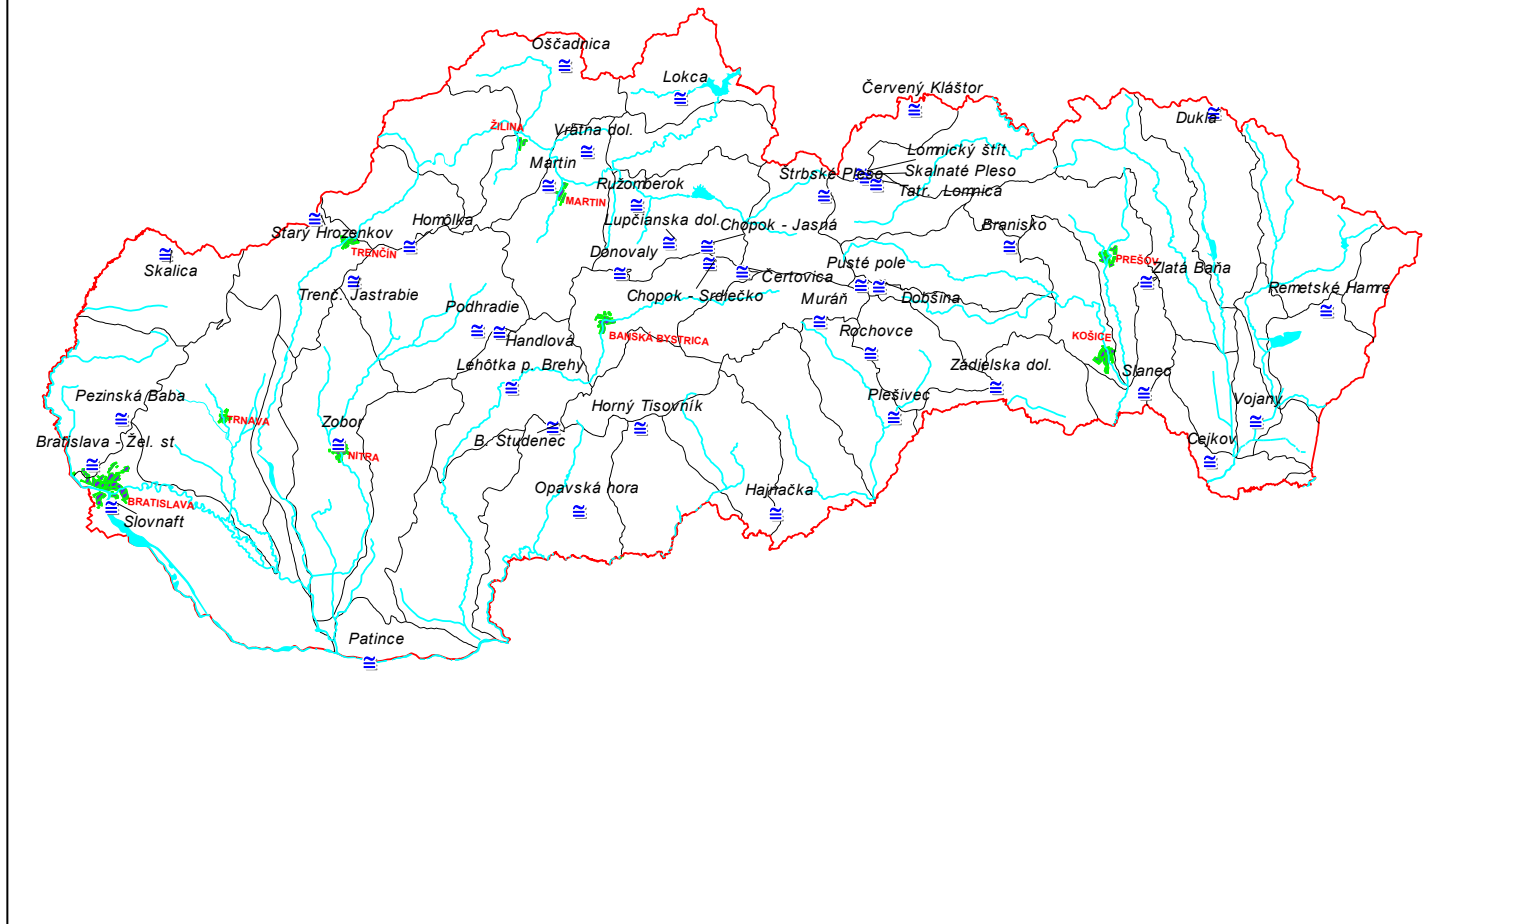 Oščadnica
Lokca
Červený Kláštor
Dukla
ŽILINA
Vrátna dol.
Lomnický štít
Martin
Skalnaté Pleso
Štrbské Pleso
Ružomberok
Tatr. Lomnica
MARTIN
Homôlka
Lupčianska dol.
Chopok - Jasná
Branisko
Starý Hrozenkov
TRENČÍN
Donovaly
PREŠOV
Skalica
Pusté pole
Zlatá Baňa
Čertovica
Trenč. Jastrabie
Chopok - Srdiečko
Muráň
Dobšina
Remetské Hamre
Podhradie
Handlová
BANSKÁ BYSTRICA
Rochovce
KOŠICE
Lehôtka p. Brehy
Zádielska dol.
Slanec
Pezinská Baba
Plešivec
Vojany
TRNAVA
Zobor
Horný Tisovník
Bratislava - Žel. st
B. Studenec
Cejkov
NITRA
Opavská hora
Hajnačka
BRATISLAVA
Slovnaft
Patince